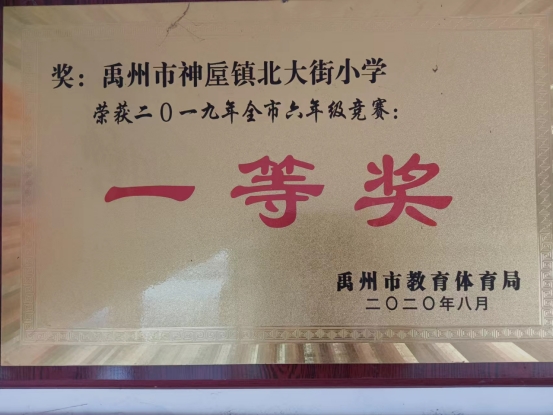 奖：禹州市神垕镇北大街小学
荣获二〇一九年全市六年级竞赛：
一等奖
禹州市教育体育局
二〇二〇年八月